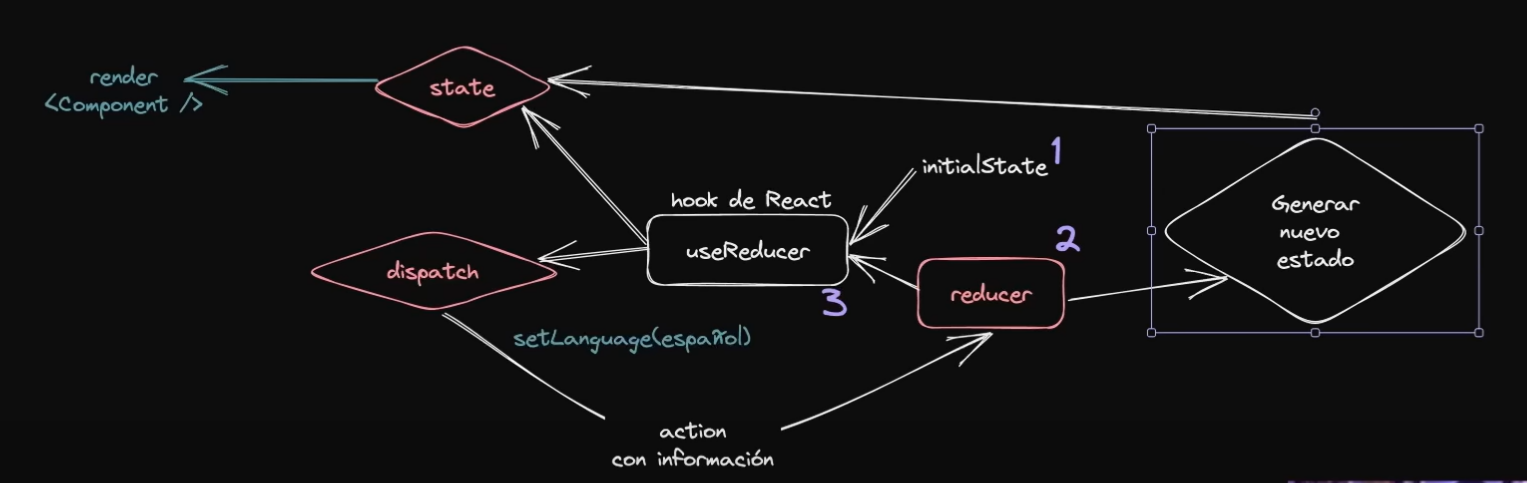 render
<Component />
state
initialState 1
hook de React
useReducer
3
dispatch
2
reducer
Generar
nuevo
estado
setLanguage(español)
action
con información